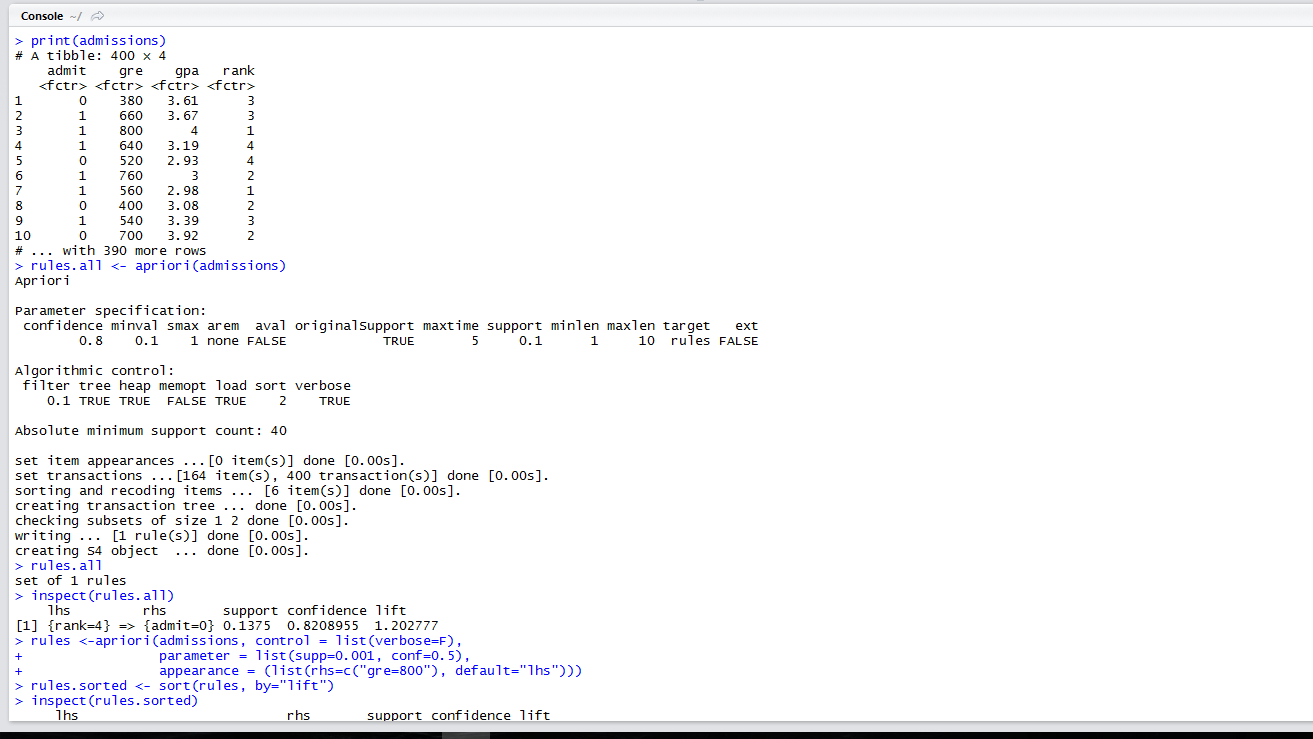 Console ~/
> print(admissions)
# A tibble: 400 × 4
    admit    gre    gpa   rank
   <fctr> <fctr> <fctr> <fctr>
1       0    380   3.61      3
2       1    660   3.67      3
3       1    800      4      1
4       1    640   3.19      4
5       0    520   2.93      4
6       1    760      3      2
7       1    560   2.98      1
8       0    400   3.08      2
9       1    540   3.39      3
10      0    700   3.92      2
# ... with 390 more rows
> rules.all <- apriori(admissions)
Apriori

Parameter specification:
 confidence minval smax arem  aval originalSupport maxtime support minlen maxlen target   ext
        0.8    0.1    1 none FALSE            TRUE       5     0.1      1     10  rules FALSE

Algorithmic control:
 filter tree heap memopt load sort verbose
    0.1 TRUE TRUE  FALSE TRUE    2    TRUE

Absolute minimum support count: 40

set item appearances ...[0 item(s)] done [0.00s].
set transactions ...[164 item(s), 400 transaction(s)] done [0.00s].
sorting and recoding items ... [6 item(s)] done [0.00s].
creating transaction tree ... done [0.00s].
checking subsets of size 1 2 done [0.00s].
writing ... [1 rule(s)] done [0.00s].
creating S4 object  ... done [0.00s].
> rules.all
set of 1 rules
> inspect(rules.all)
    lhs         rhs       support confidence lift
[1] {rank=4} => {admit=0} 0.1375  0.8208955  1.202777
> rules <-apriori(admissions, control = list(verbose=F),
+                 parameter = list(supp=0.001, conf=0.5),
+                 appearance = (list(rhs=c("gre=800"), default="lhs")))
> rules.sorted <- sort(rules, by="lift")
> inspect(rules.sorted)
     lhs                          rhs       support confidence lift